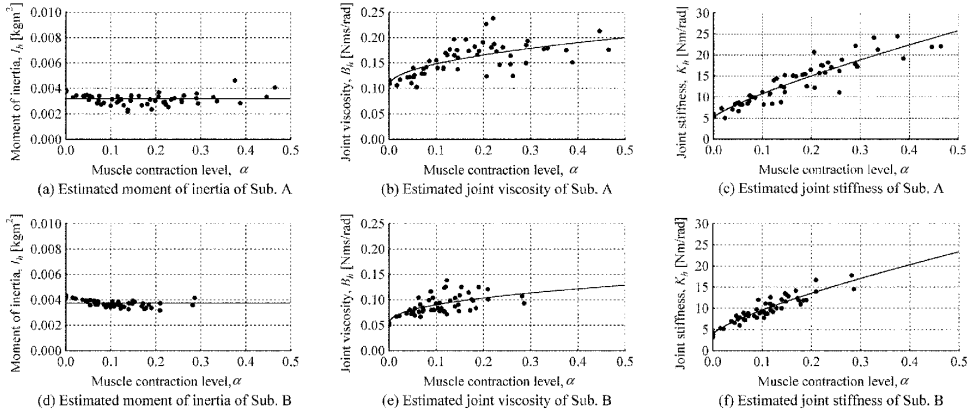 Moment of inertia, I_h [kgm²]
0.010
0.008
0.006
0.004
0.002
0.000
0.0 0.1 0.2 0.3 0.4 0.5
Muscle contraction level, α
(a) Estimated moment of inertia of Sub. A
Joint viscosity, B_h [Nms/rad]
0.25
0.20
0.15
0.10
0.05
0.00
0.0 0.1 0.2 0.3 0.4 0.5
Muscle contraction level, α
(b) Estimated joint viscosity of Sub. A
Joint stiffness, K_h [Nm/rad]
30
25
20
15
10
5
0
0.0 0.1 0.2 0.3 0.4 0.5
Muscle contraction level, α
(c) Estimated joint stiffness of Sub. A
Moment of inertia, I_h [kgm²]
0.010
0.008
0.006
0.004
0.002
0.000
0.0 0.1 0.2 0.3 0.4 0.5
Muscle contraction level, α
(d) Estimated moment of inertia of Sub. B
Joint viscosity, B_h [Nms/rad]
0.25
0.20
0.15
0.10
0.05
0.00
0.0 0.1 0.2 0.3 0.4 0.5
Muscle contraction level, α
(e) Estimated joint viscosity of Sub. B
Joint stiffness, K_h [Nm/rad]
30
25
20
15
10
5
0
0.0 0.1 0.2 0.3 0.4 0.5
Muscle contraction level, α
(f) Estimated joint stiffness of Sub. B